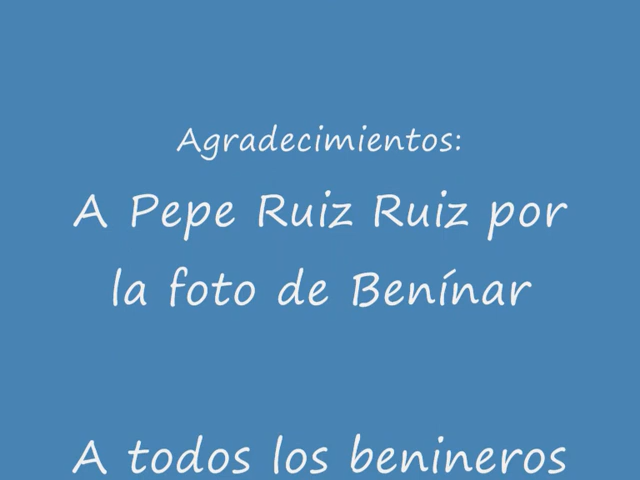 Agradecimientos:
A Pepe Ruiz Ruiz por
la foto de Benínar
A todos los benineros